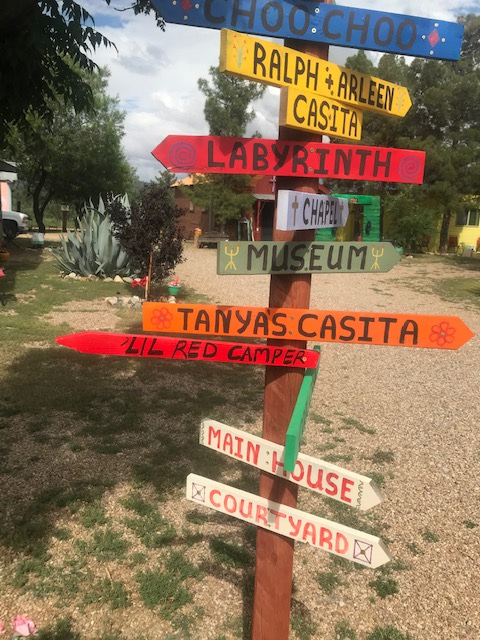 CHOO CHOO
RALPH + ARLEEN
CASITA
LABYRINTH
CHAPEL
MUSEUM
TANYAS CASITA
'LIL RED CAMPER
MAIN HOUSE
COURTYARD